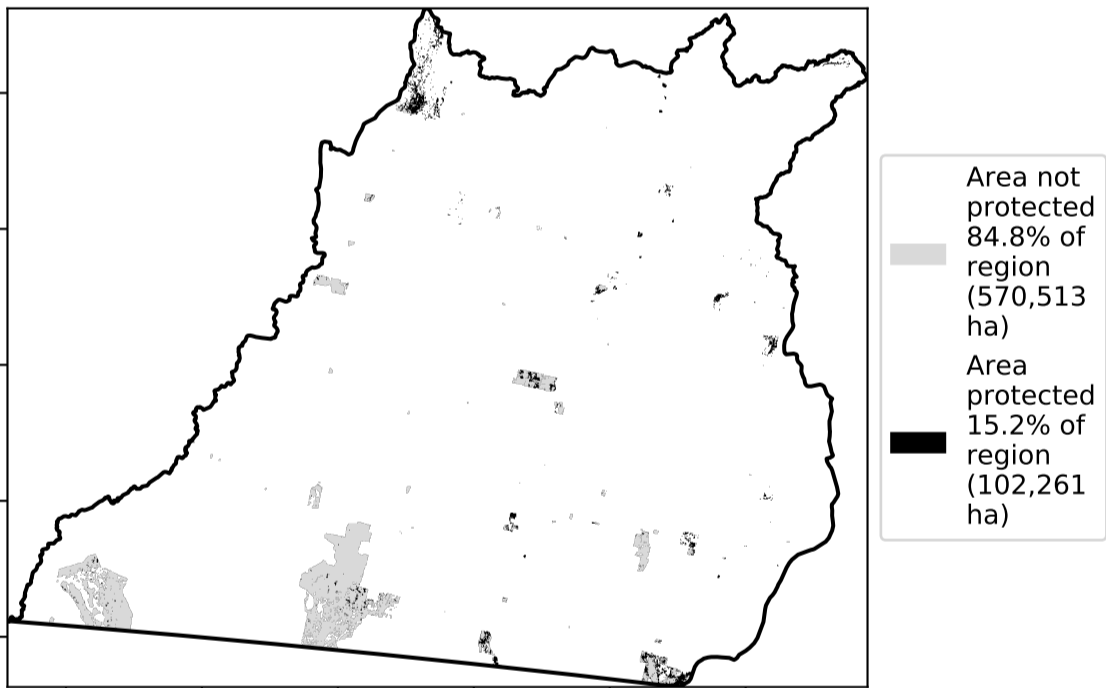 Area not
protected
84.8% of
region
(570,513
ha)
Area
protected
15.2% of
region
(102,261
ha)